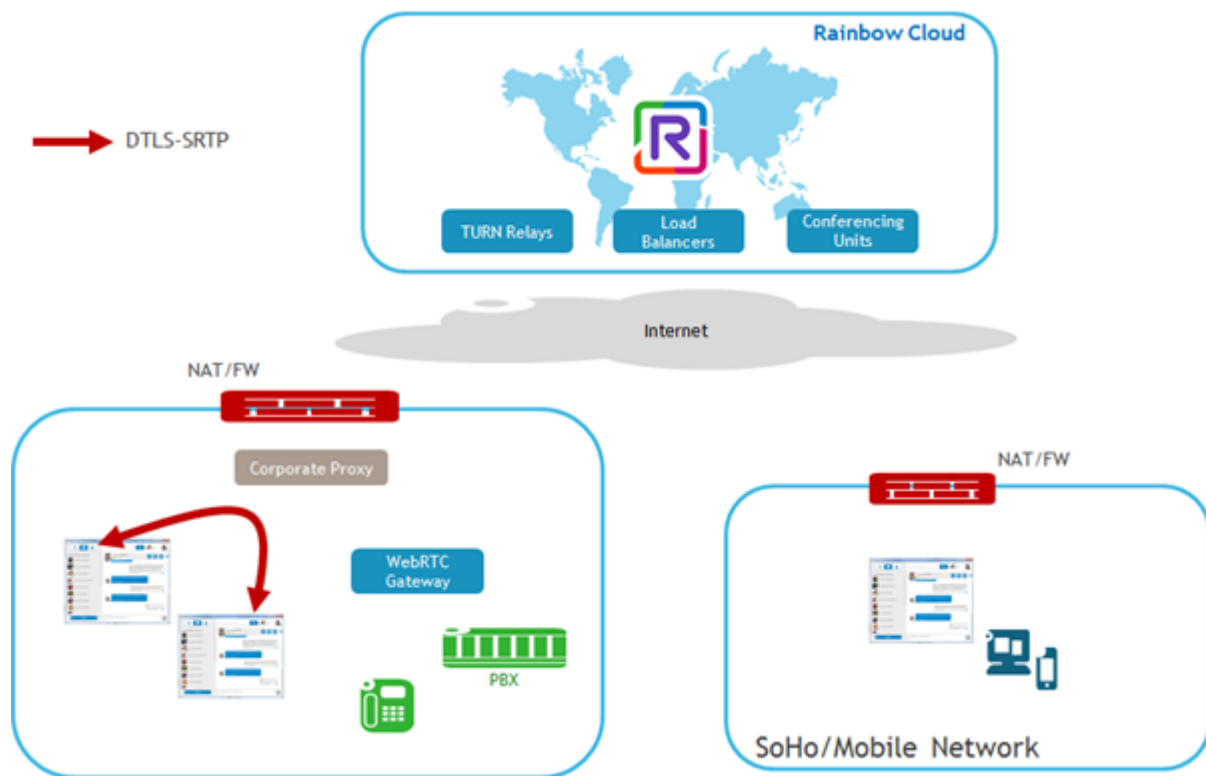 Rainbow Cloud
DTLS-SRTP
R
TURN Relays
Load
Balancers
Conferencing
Units
Internet
NAT/FW
Corporate Proxy
NAT/FW
WebRTC
Gateway
PBX
SoHo/Mobile Network